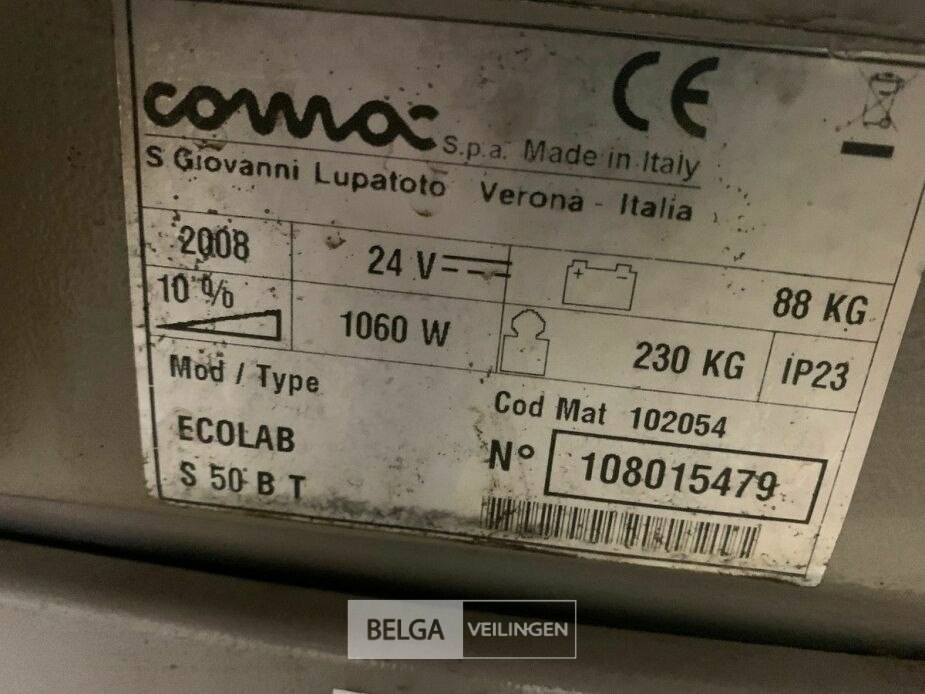 comac S.p.a. Made in Italy CE
S Giovanni Lupatoto Verona - Italia
2008 24 V 88 KG
10 % 1060 W 230 KG IP23
Mod / Type Cod Mat 102054
ECOLAB N° 108015479
S 50 B T
BELGA VEILINGEN